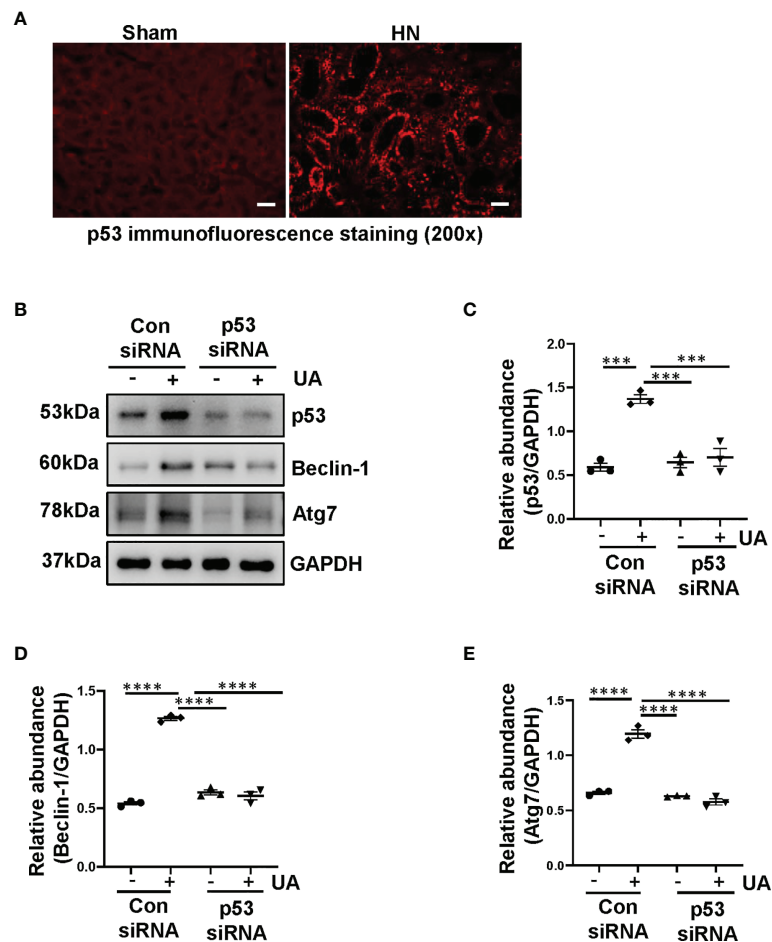 A
Sham HN
p53 immunofluorescence staining (200x)
B
Con siRNA p53 siRNA
- + - + UA
53kDa p53
60kDa Beclin-1
78kDa Atg7
37kDa GAPDH
C
Relative abundance
(p53/GAPDH)
2.0
1.5
1.0
0.5
0.0
*** *** ***
- + - + UA
Con siRNA p53 siRNA
D
Relative abundance
(Beclin-1/GAPDH)
1.5
1.0
0.5
0.0
**** **** ****
- + - + UA
Con siRNA p53 siRNA
E
Relative abundance
(Atg7/GAPDH)
1.5
1.0
0.5
0.0
**** **** ****
- + - + UA
Con siRNA p53 siRNA